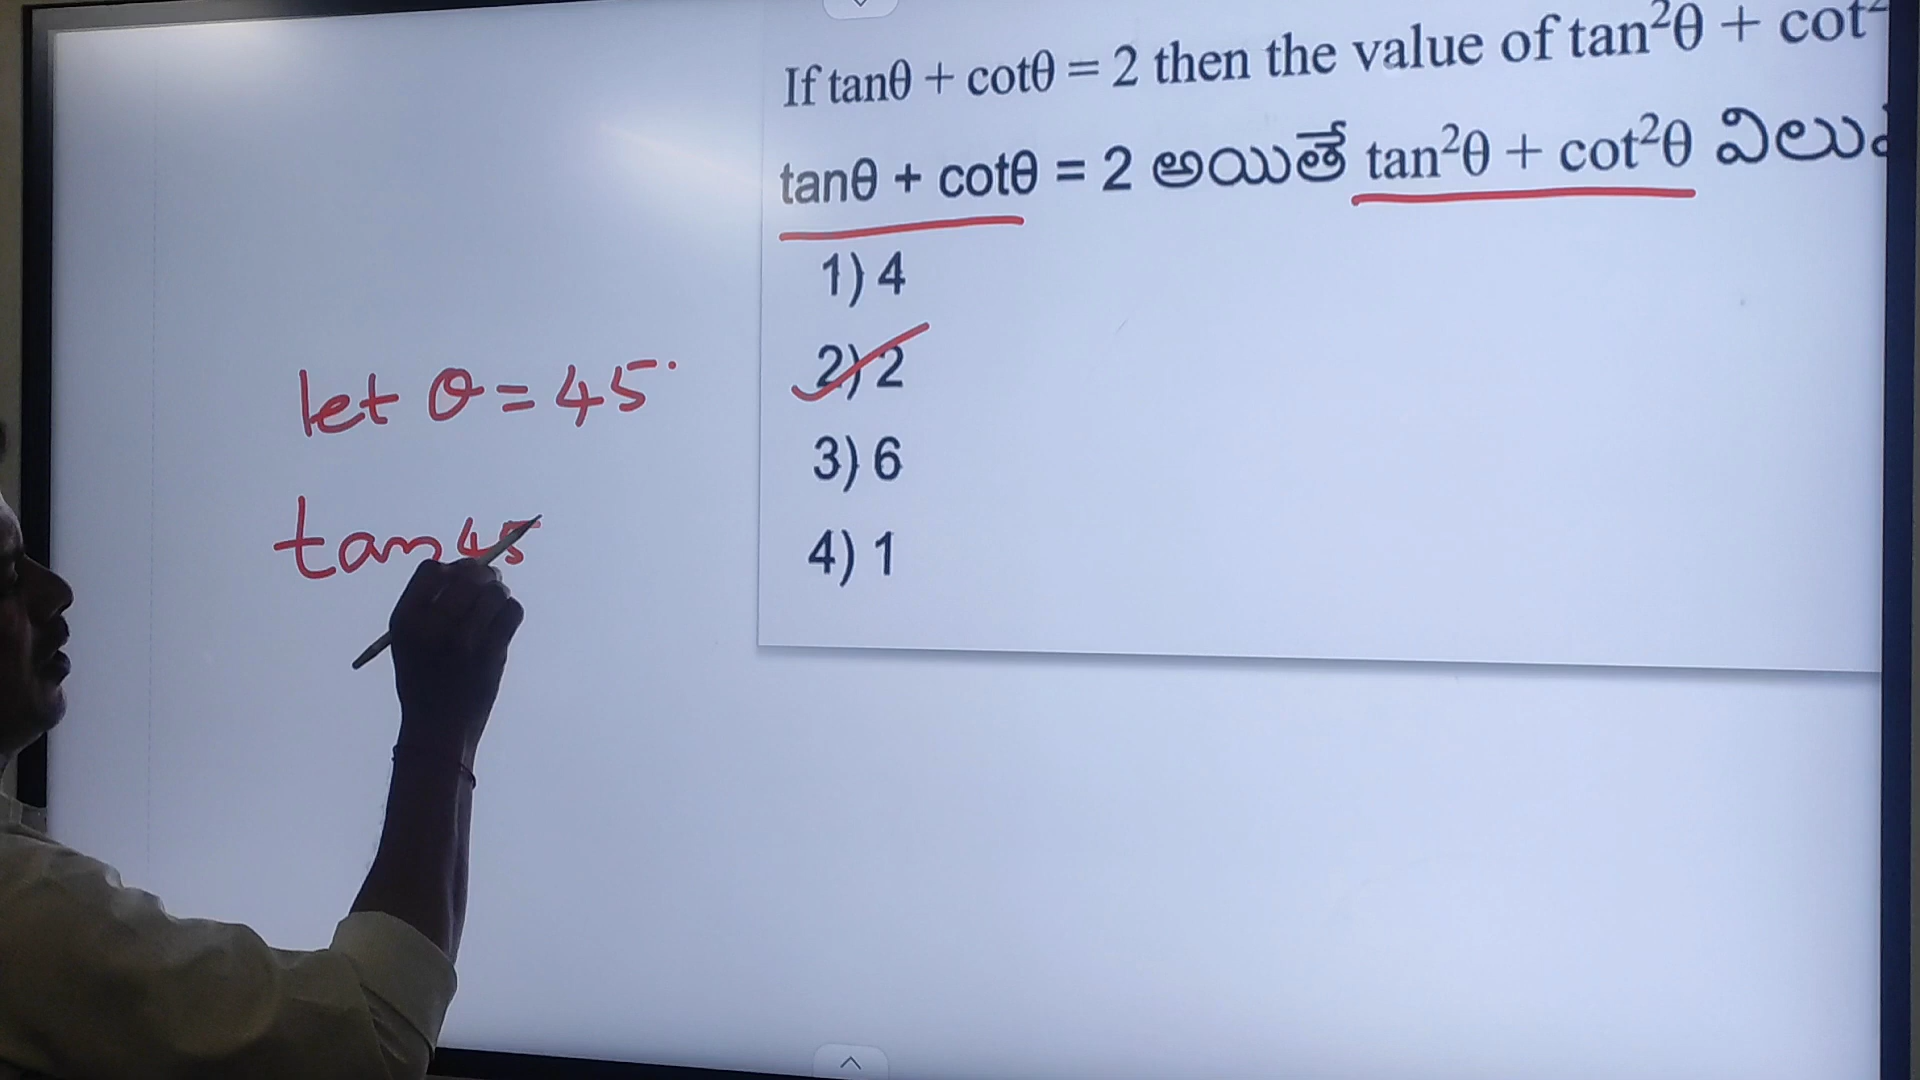 If tanθ + cotθ = 2 then the value of tan²θ + cot²
tanθ + cotθ = 2 అయితే tan²θ + cot²θ విలు
1) 4
2) 2
3) 6
4) 1
let θ = 45°
tan 45